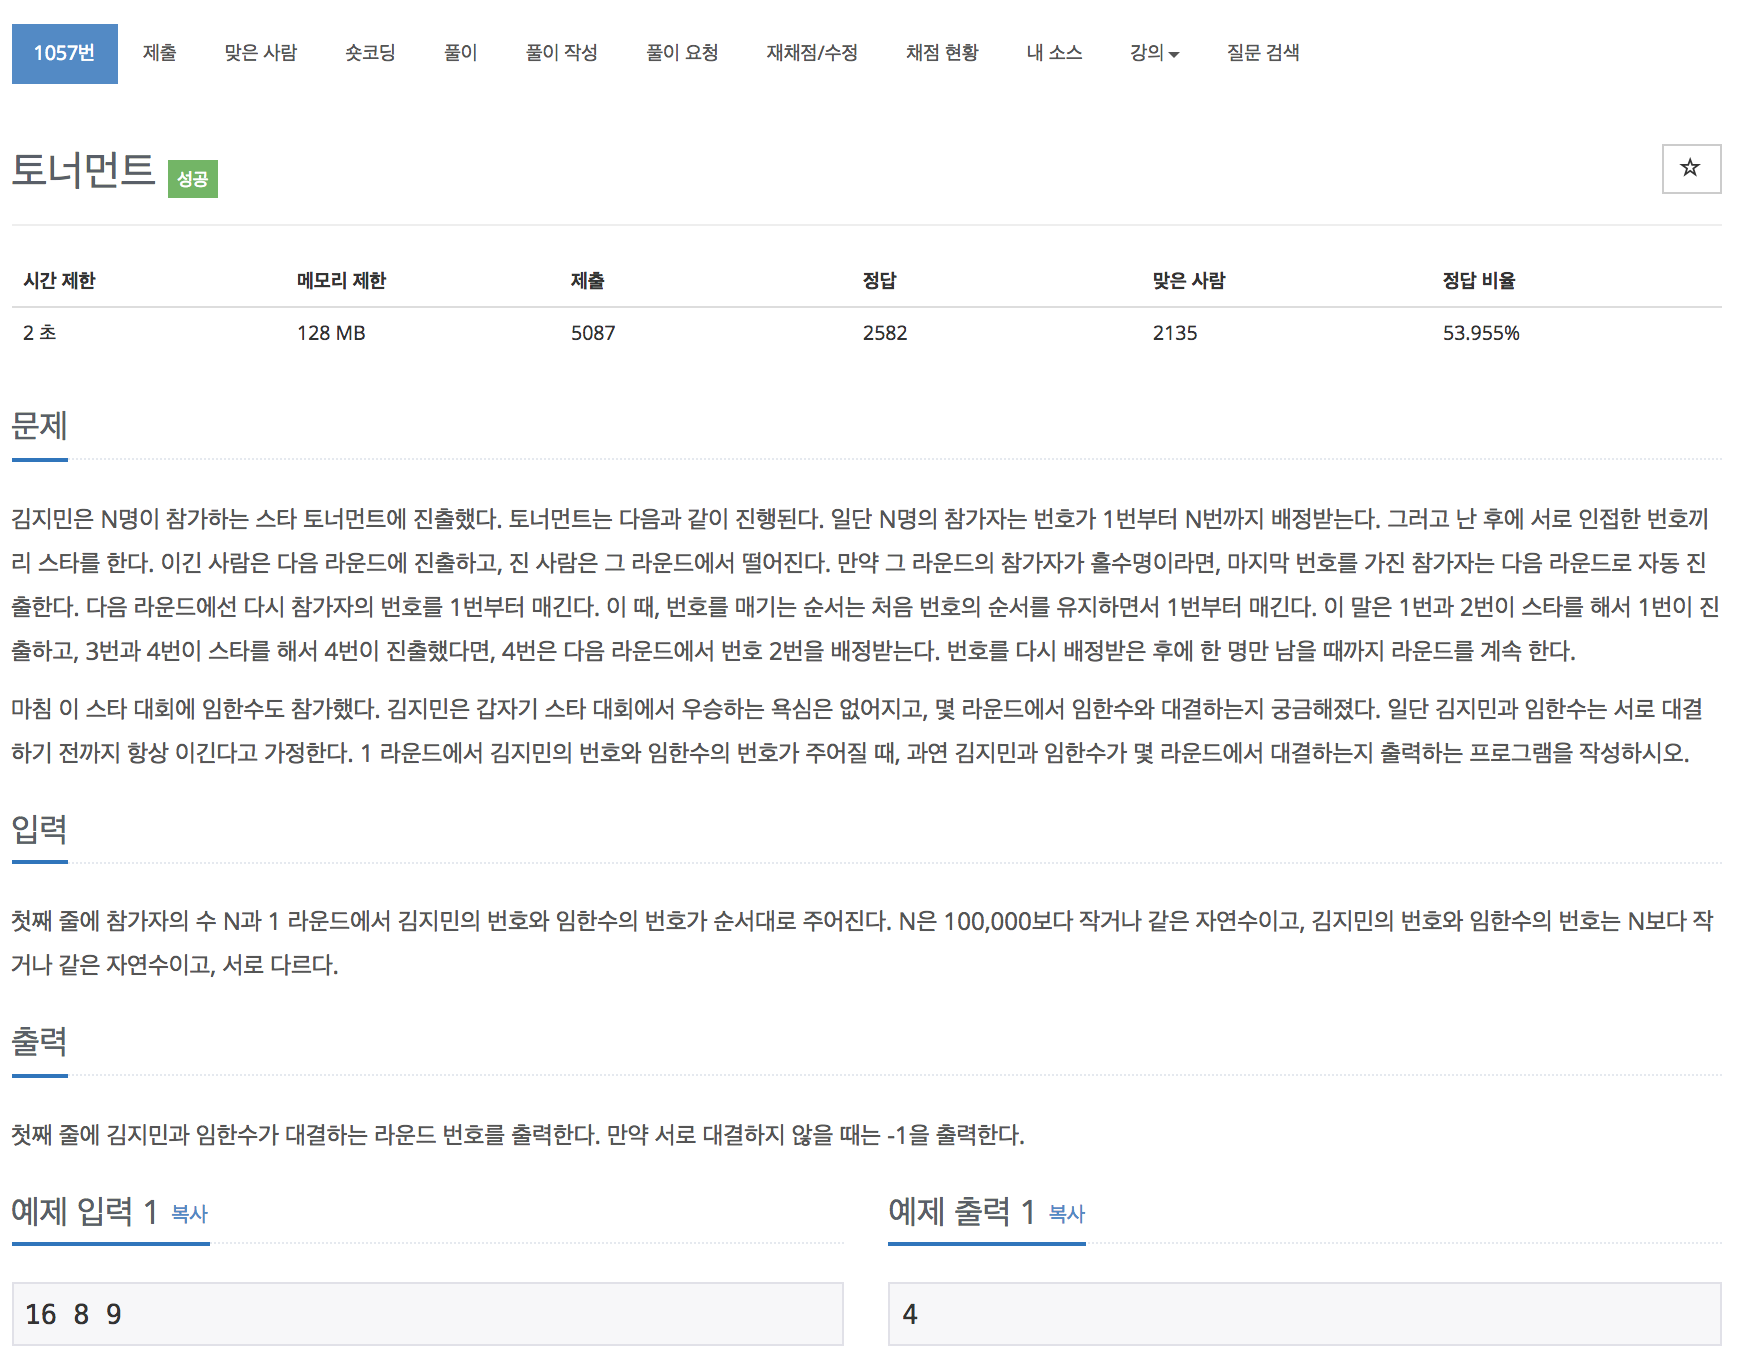 1057번 제출 맞은 사람 숏코딩 풀이 풀이 작성 풀이 요청 재채점/수정 채점 현황 내 소스 강의 질문 검색
토너먼트 성공
시간 제한 메모리 제한 제출 정답 맞은 사람 정답 비율
2 초 128 MB 5087 2582 2135 53.955%
문제
김지민은 N명이 참가하는 스타 토너먼트에 진출했다. 토너먼트는 다음과 같이 진행된다. 일단 N명의 참가자는 번호가 1번부터 N번까지 배정받는다. 그러고 난 후에 서로 인접한 번호끼
리 스타를 한다. 이긴 사람은 다음 라운드에 진출하고, 진 사람은 그 라운드에서 떨어진다. 만약 그 라운드의 참가자가 홀수명이라면, 마지막 번호를 가진 참가자는 다음 라운드로 자동 진
출한다. 다음 라운드에선 다시 참가자의 번호를 1번부터 매긴다. 이 때, 번호를 매기는 순서는 처음 번호의 순서를 유지하면서 1번부터 매긴다. 이 말은 1번과 2번이 스타를 해서 1번이 진
출하고, 3번과 4번이 스타를 해서 4번이 진출했다면, 4번은 다음 라운드에서 번호 2번을 배정받는다. 번호를 다시 배정받은 후에 한 명만 남을 때까지 라운드를 계속 한다.
마침 이 스타 대회에 임한수도 참가했다. 김지민은 갑자기 스타 대회에서 우승하는 욕심은 없어지고, 몇 라운드에서 임한수와 대결하는지 궁금해졌다. 일단 김지민과 임한수는 서로 대결
하기 전까지 항상 이긴다고 가정한다. 1 라운드에서 김지민의 번호와 임한수의 번호가 주어질 때, 과연 김지민과 임한수가 몇 라운드에서 대결하는지 출력하는 프로그램을 작성하시오.
입력
첫째 줄에 참가자의 수 N과 1 라운드에서 김지민의 번호와 임한수의 번호가 순서대로 주어진다. N은 100,000보다 작거나 같은 자연수이고, 김지민의 번호와 임한수의 번호는 N보다 작
거나 같은 자연수이고, 서로 다르다.
출력
첫째 줄에 김지민과 임한수가 대결하는 라운드 번호를 출력한다. 만약 서로 대결하지 않을 때는 -1을 출력한다.
예제 입력 1 복사 예제 출력 1 복사
16 8 9 4